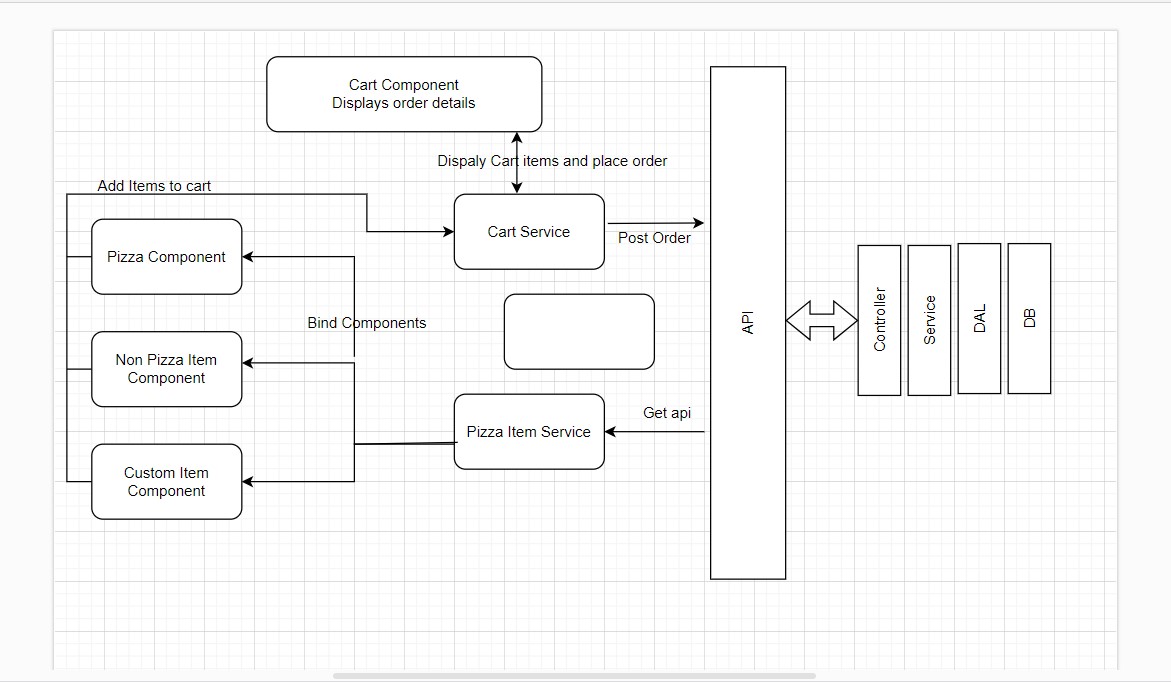 Cart Component
Displays order details
Dispaly Cart items and place order
Add Items to cart
Cart Service
Post Order
Pizza Component
Bind Components
Non Pizza Item
Component
Get api
Pizza Item Service
Custom Item
Component
API
Controller
Service
DAL
DB